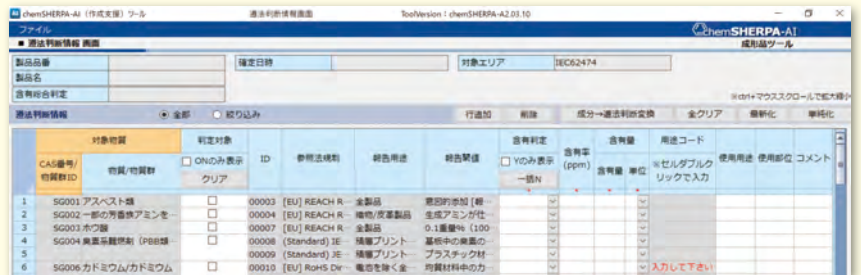 chemSHERPA-AI (作成支援) ツール 遵法判断情報画面 ToolVersion : chemSHERPA-A2.03.10
ファイル chemSHERPA-AI
■ 遵法判断情報 画面 成形品ツール
製品品番 確定日時 対象エリア IEC62474
製品名
含有総合判定
※ctrl+マウススクロールで拡大縮小
遵法判断情報 全部 絞り込み 行追加 削除 成分→遵法判断変換 全クリア 最新化 単純化
対象物質 判定対象 ID 参照法規制 報告用途 報告閾値 含有判定 含有率(ppm) 含有量 用途コード 使用用途 使用部位 コメント
CAS番号/物質群ID 物質/物質群 ONのみ表示 Yのみ表示 含有量 単位 ※セルダブルクリックで入力
クリア 一括N
1 SG001 アスベスト類 00003 [EU] REACH R… 全製品 意図的添加 [報…
2 SG002 一部の芳香族アミンを… 00004 [EU] REACH R… 織物/皮革製品 生成アミンが仕…
3 SG003 ホウ酸 00007 [EU] REACH R… 全製品 0.1重量% (100…
4 SG004 臭素系難燃剤 (PBB類… 00008 (Standard) IE… 積層プリント… 基板中の臭素の…
5 00009 (Standard) JE… 積層プリント… プラスチック材…
6 SG006 カドミウム/カドミウム 00010 [EU] RoHS Dir… 電池を除く全… 均質材料中のカ… 入力して下さい